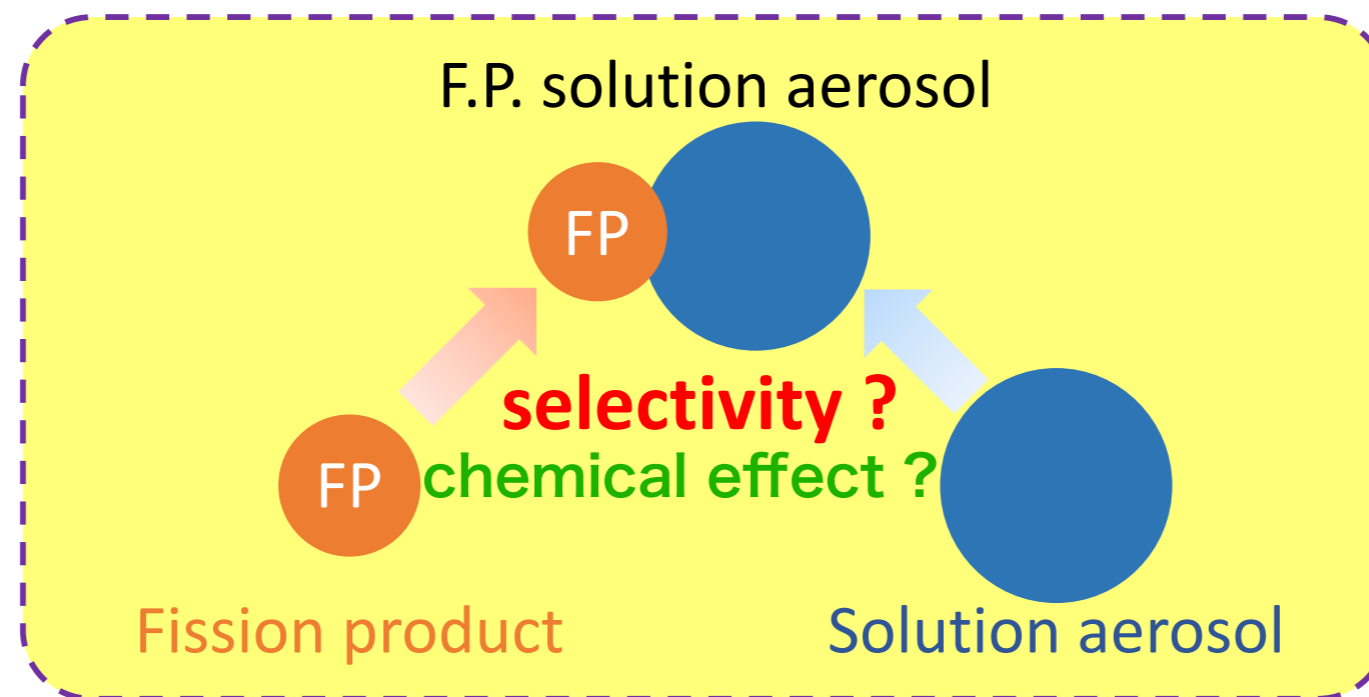 F.P. solution aerosol
FP
selectivity ?
FP
chemical effect ?
Fission product
Solution aerosol